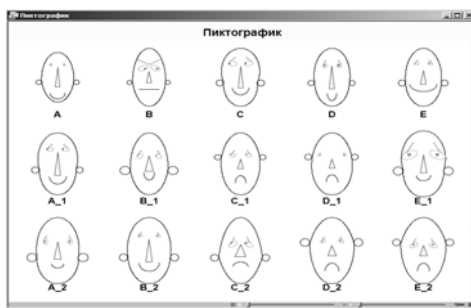 Пиктографик
Пиктографик
A B C D E
A_1 B_1 C_1 D_1 E_1
A_2 B_2 C_2 D_2 E_2